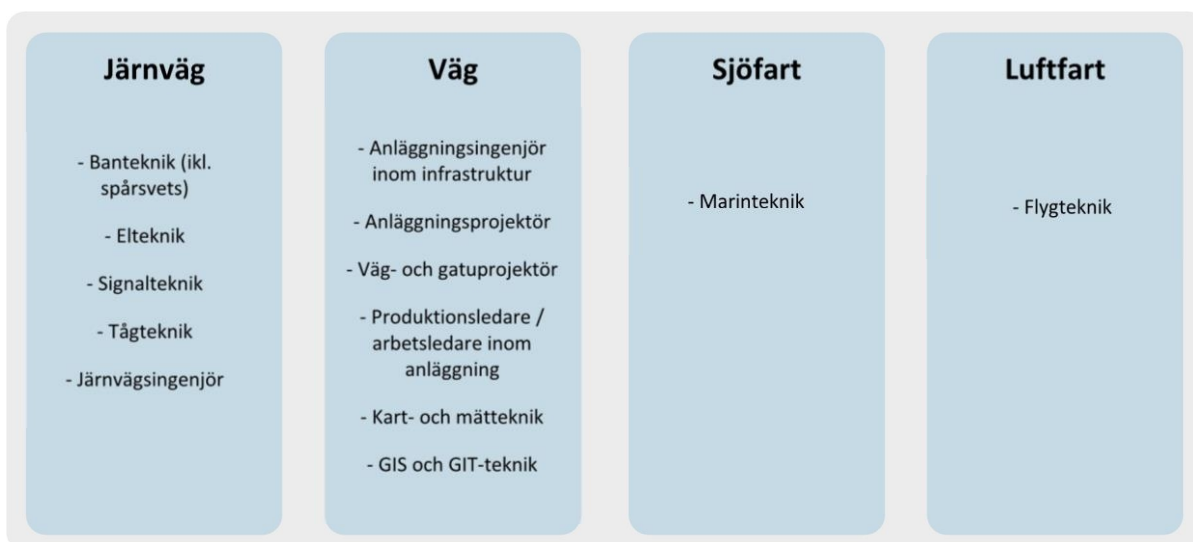 Järnväg
- Banteknik (ikl.
spårsvets)
- Elteknik
- Signalteknik
- Tågteknik
- Järnvägsingenjör
Väg
- Anläggningsingenjör
inom infrastruktur
- Anläggningsprojektör
- Väg- och gatuprojektör
- Produktionsledare /
arbetsledare inom
anläggning
- Kart- och mätteknik
- GIS och GIT-teknik
Sjöfart
- Marinteknik
Luftfart
- Flygteknik